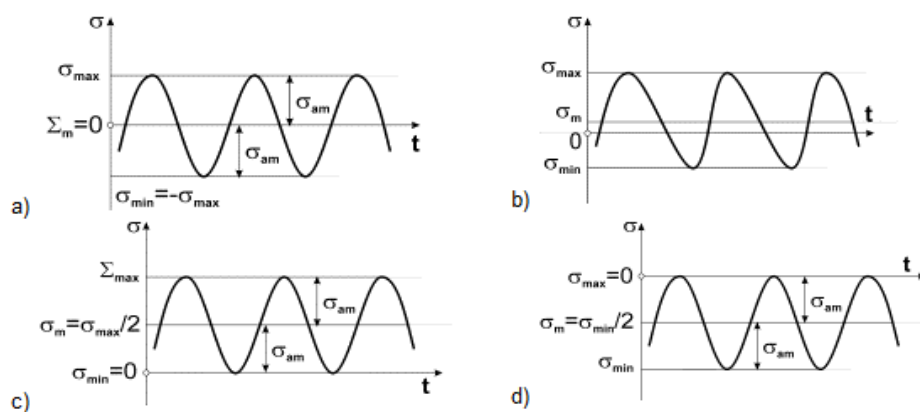 σ
σmax
σam
Σm=0
t
σam
σmin=-σmax
a)
σ
σmax
t
σm
0
σmin
b)
σ
Σmax
σam
σm=σmax/2
σam
σmin=0
t
c)
σ
t
σmax=0
σam
σm=σmin/2
σam
σmin
d)